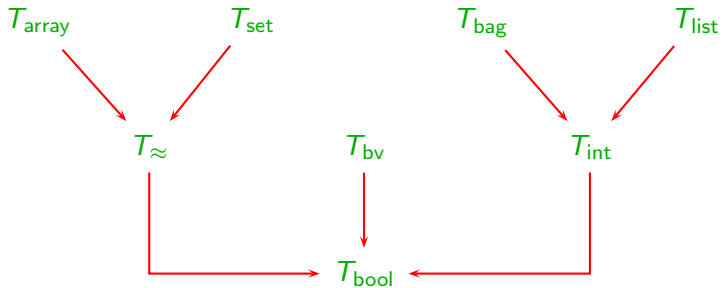 T_array T_set T_bag T_list
T_≈ T_bv T_int
T_bool